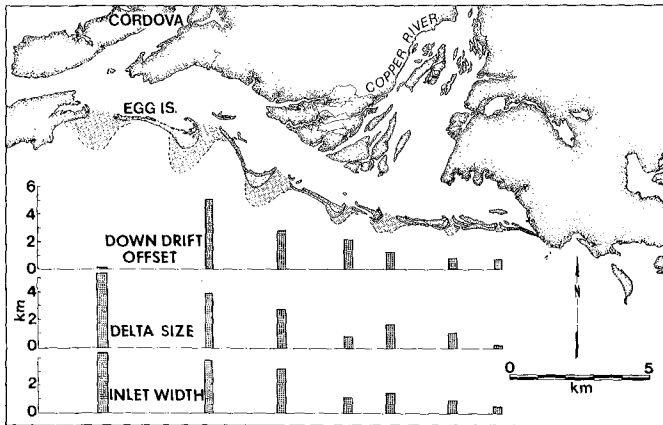 CORDOVA
COPPER RIVER
EGG IS.
6
4
2
0
DOWN DRIFT
OFFSET
km
4
2
0
DELTA SIZE
2
0
INLET WIDTH
N
0 5
km